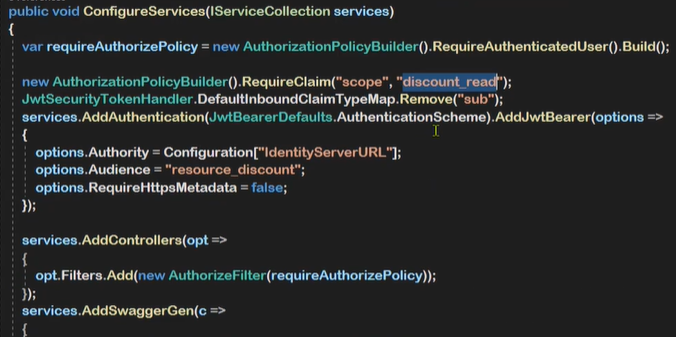 public void ConfigureServices(IServiceCollection services)
{
var requireAuthorizePolicy = new AuthorizationPolicyBuilder().RequireAuthenticatedUser().Build();
new AuthorizationPolicyBuilder().RequireClaim("scope", "discount_read");
JwtSecurityTokenHandler.DefaultInboundClaimTypeMap.Remove("sub");
services.AddAuthentication(JwtBearerDefaults.AuthenticationScheme).AddJwtBearer(options =>
{
options.Authority = Configuration["IdentityServerURL"];
options.Audience = "resource_discount";
options.RequireHttpsMetadata = false;
});
services.AddControllers(opt =>
{
opt.Filters.Add(new AuthorizeFilter(requireAuthorizePolicy));
});
services.AddSwaggerGen(c =>
{